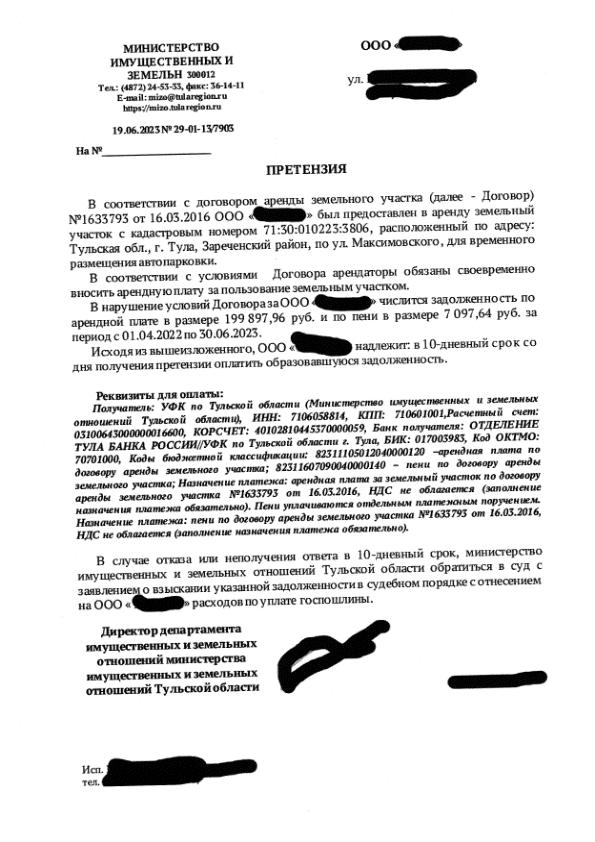 МИНИСТЕРСТВО
ИМУЩЕСТВЕННЫХ И
ЗЕМЕЛЬН 300012
Тел.: (4872) 24-53-33, факс: 36-14-11
E-mail: mizo@tularegion.ru
https://mizo.tularegion.ru
19.06.2023 № 29-01-13/7903
На №
ООО «
ул.
ПРЕТЕНЗИЯ
В соответствии с договором аренды земельного участка (далее - Договор)
№1633793 от 16.03.2016 ООО « » был предоставлен в аренду земельный
участок с кадастровым номером 71:30:010223:3806, расположенный по адресу:
Тульская обл., г. Тула, Зареченский район, по ул. Максимовского, для временного
размещения автопарковки.
В соответствии с условиями Договора арендаторы обязаны своевременно
вносить арендную плату за пользование земельным участком.
В нарушение условий Договора за ООО « » числится задолженность по
арендной плате в размере 199 897,96 руб. и по пени в размере 7 097,64 руб. за
период с 01.04.2022 по 30.06.2023.
Исходя из вышеизложенного, ООО « надлежит: в 10-дневный срок со
дня получения претензии оплатить образовавшуюся задолженность.
Реквизиты для оплаты:
Получатель: УФК по Тульской области (Министерство имущественных и земельных
отношений Тульской области), ИНН: 7106058814, КПП: 710601001,Расчетный счет:
03100643000000016600, КОРСЧЕТ: 40102810445370000059, Банк получателя: ОТДЕЛЕНИЕ
ТУЛА БАНКА РОССИИ//УФК по Тульской области г. Тула, БИК: 017003983, Код ОКТМО:
70701000, Коды бюджетной классификации: 82311105012040000120 –арендная плата по
договору аренды земельного участка; 82311607090040000140 – пени по договору аренды
земельного участка; Назначение платежа: арендная плата за земельный участок по договору
аренды земельного участка №1633793 от 16.03.2016, НДС не облагается (заполнение
назначения платежа обязательно). Пени уплачиваются отдельным платежным поручением.
Назначение платежа: пени по договору аренды земельного участка №1633793 от 16.03.2016,
НДС не облагается (заполнение назначения платежа обязательно).
В случае отказа или неполучения ответа в 10-дневный срок, министерство
имущественных и земельных отношений Тульской области обратиться в суд с
заявлением о взыскании указанной задолженности в судебном порядке с отнесением
на ООО « » расходов по уплате госпошлины.
Директор департамента
имущественных и земельных
отношений министерства
имущественных и земельных
отношений Тульской области
Исп.
тел.